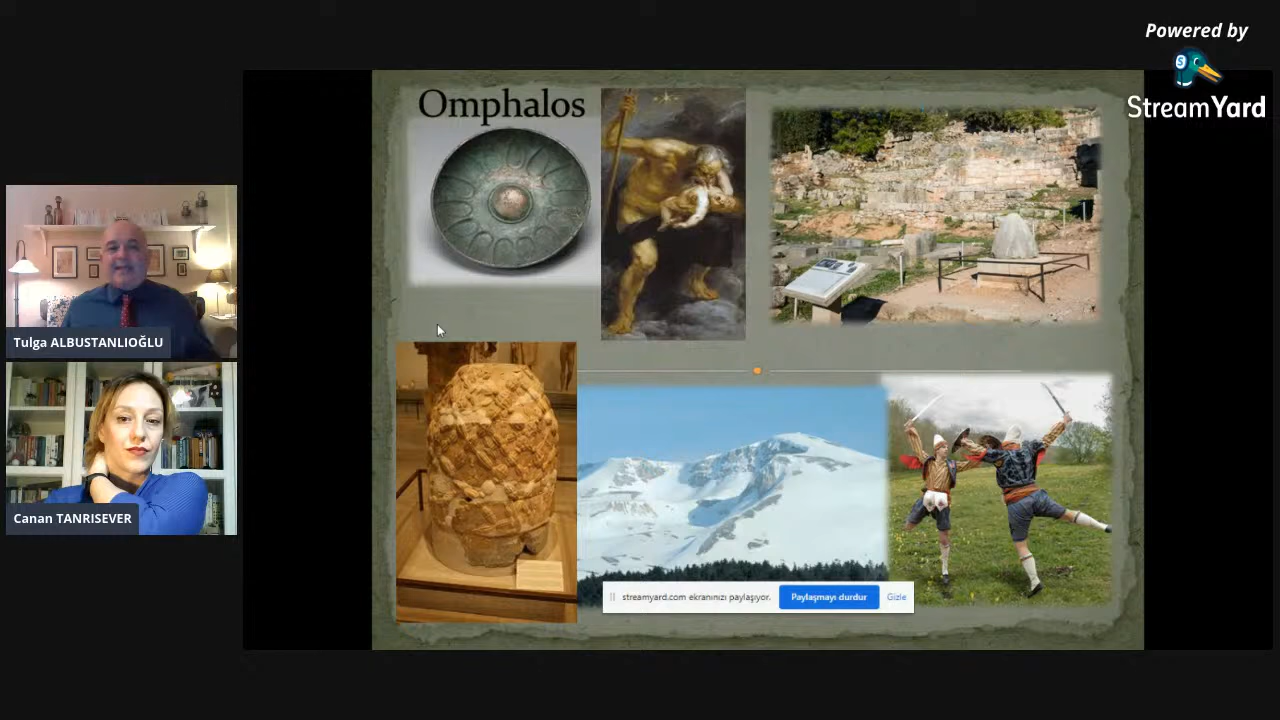 Powered by
StreamYard
Omphalos
Tulga ALBUSTANLIOĞLU
Canan TANRISEVER
streamyard.com ekranınızı paylaşıyor.
Paylaşmayı durdur
Gizle